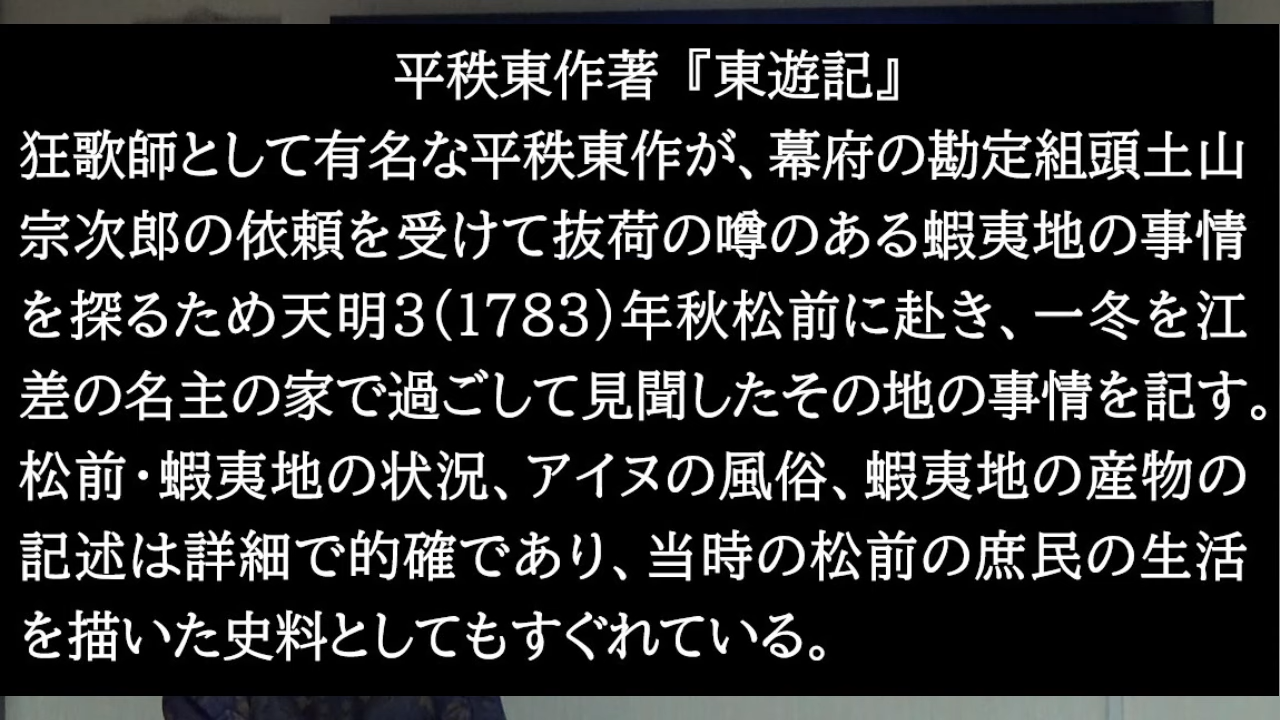 平秩東作著『東遊記』
狂歌師として有名な平秩東作が、幕府の勘定組頭土山
宗次郎の依頼を受けて抜荷の噂のある蝦夷地の事情
を探るため天明3(1783)年秋松前に赴き、一冬を江
差の名主の家で過ごして見聞したその地の事情を記す。
松前・蝦夷地の状況、アイヌの風俗、蝦夷地の産物の
記述は詳細で的確であり、当時の松前の庶民の生活
を描いた史料としてもすぐれている。